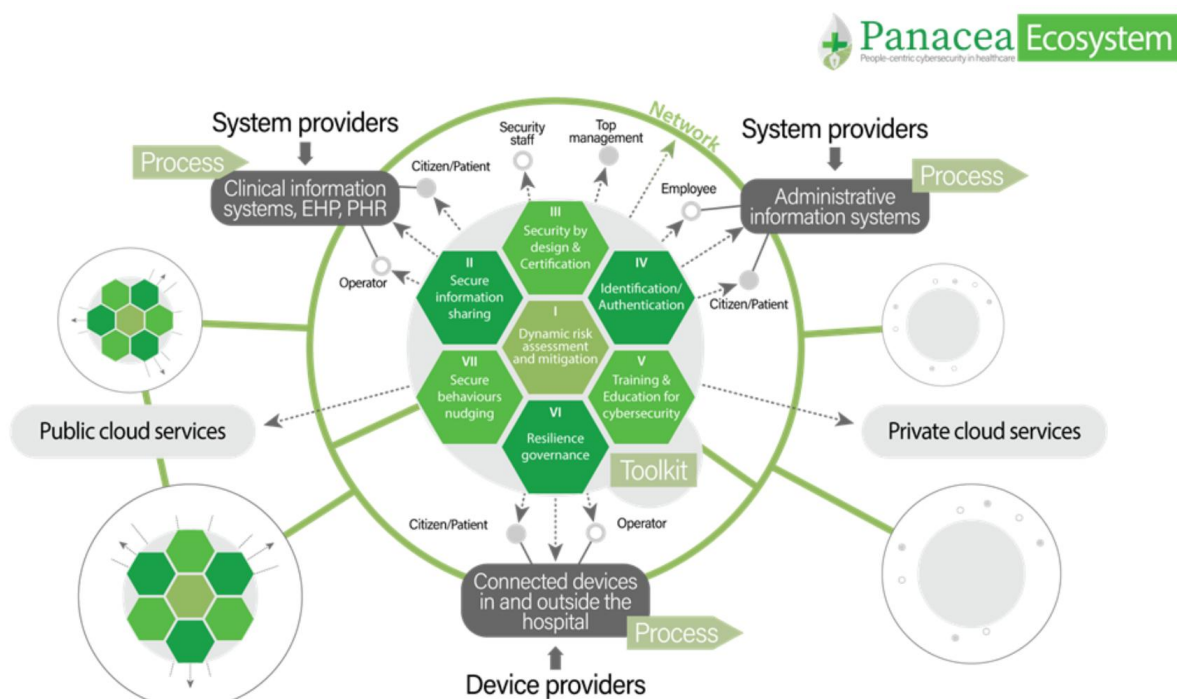 Panacea Ecosystem
People-centric cybersecurity in healthcare
System providers
Security
staff
Top
management
Network
System providers
Process
Citizen/Patient
Employee
Process
Clinical information
systems, EHP, PHR
Administrative
information systems
III
Security by
design &
Certification
Operator
II
Secure
information
sharing
IV
Identification/
Authentication
Citizen/Patient
I
Dynamic risk
assessment
and mitigation
VII
Secure
behaviours
nudging
V
Training &
Education for
cybersecurity
Public cloud services
Private cloud services
VI
Resilience
governance
Toolkit
Citizen/Patient
Operator
Connected devices
in and outside the
hospital
Process
Device providers